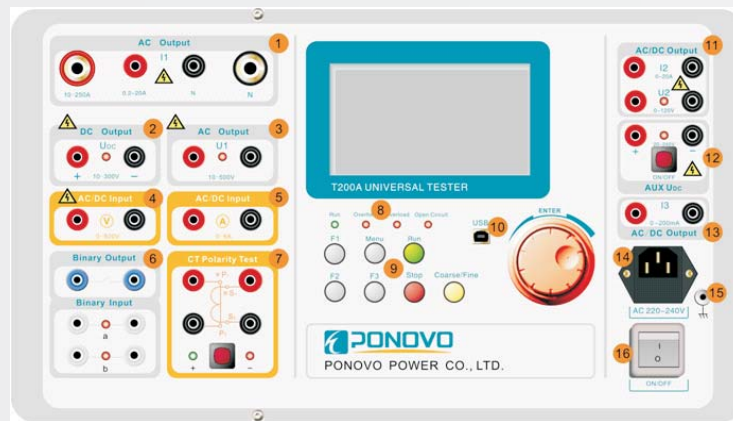 AC Output
1
I1
10~250A
0.2~20A
N
N
DC Output
2
UDC
+
10~300V
−
AC Output
3
U1
10~600V
AC/DC Input
4
V
AC/DC Input
5
A
Binary Output
6
Binary Input
a
b
CT Polarity Test
7
P1
S1
S2
P2
+
−
T200A UNIVERSAL TESTER
8
Run
Overload
Open Circuit
USB
10
F1
Menu
Run
9
F2
F3
Stop
Coarse/Fine
ENTER
PONOVO
PONOVO POWER CO., LTD.
AC/DC Output
11
I2
0~20A
U2
0~120V
+
−
12
ON/OFF
AUX UDC
I3
0~200mA
AC/ DC Output
13
14
15
AC 220~240V
16
I
O
ON/OFF